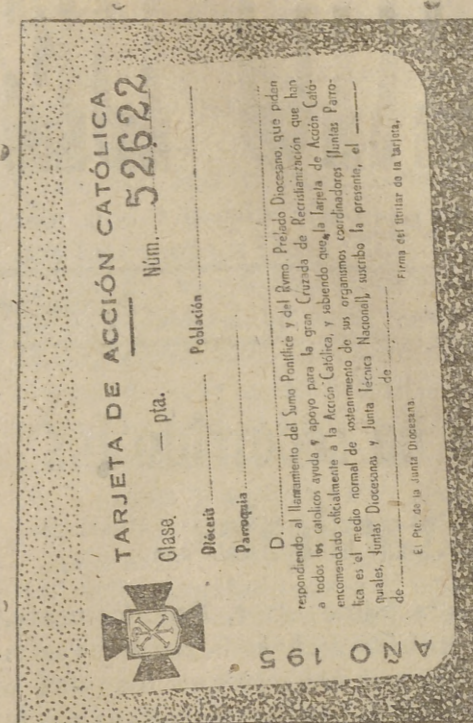 TARJETA DE ACCIÓN CATÓLICA
Clase, — pta. Núm. 52622
Diócesis Población
Parroquia
D.
respondiendo al llamamiento del Sumo Pontífice y del Rvmo Prelado Diocesano, que piden
a todos los católicos ayuda y apoyo para la gran Cruzada de Recristianización que han
encomendado oficialmente a la Acción Católica, y sabiendo que la Tarjeta de Acción Cató-
lica es el medio normal de sostenimiento de sus organismos coordinadores (Juntas Parro-
quiales, Juntas Diocesanas y Junta Técnica Nacional), suscribo la presente, el
de de
El Pte. de la Junta Diocesana. Firma del titular de la tarjeta.
AÑO 195